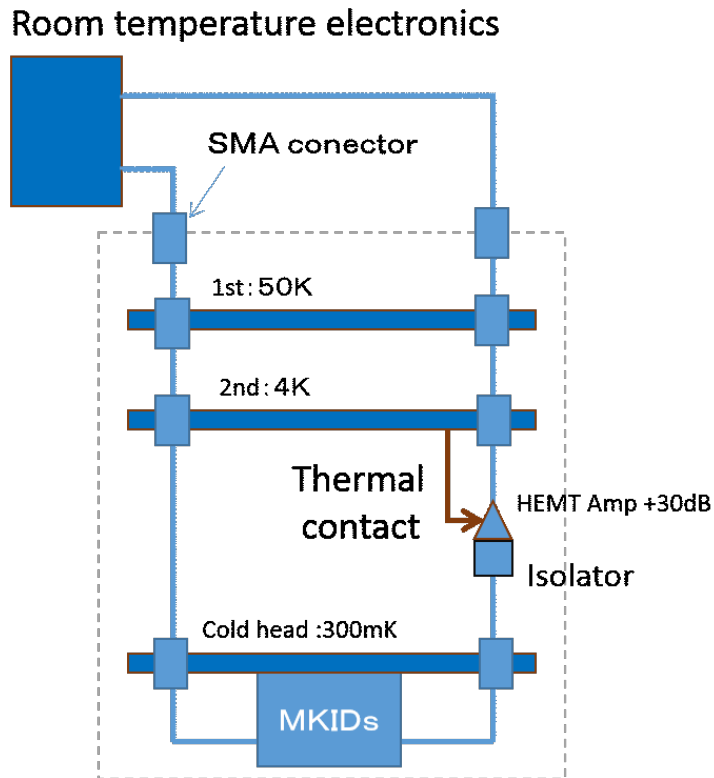 Room temperature electronics
SMA conector
1st : 50K
2nd : 4K
Thermal
contact
HEMT Amp +30dB
Isolator
Cold head :300mK
MKIDs